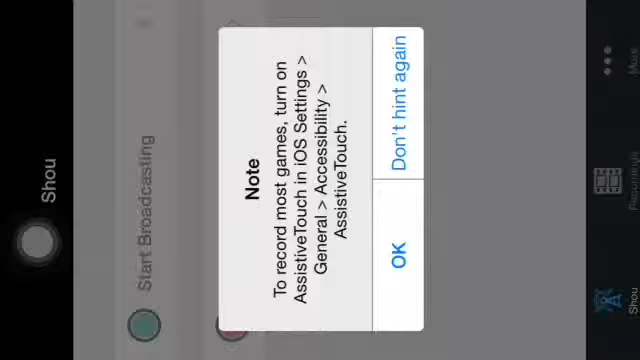 Shou
Start Broadcasting
Note
To record most games, turn on
AssistiveTouch in iOS Settings >
General > Accessibility >
AssistiveTouch.
OK
Don't hint again
Shou
More